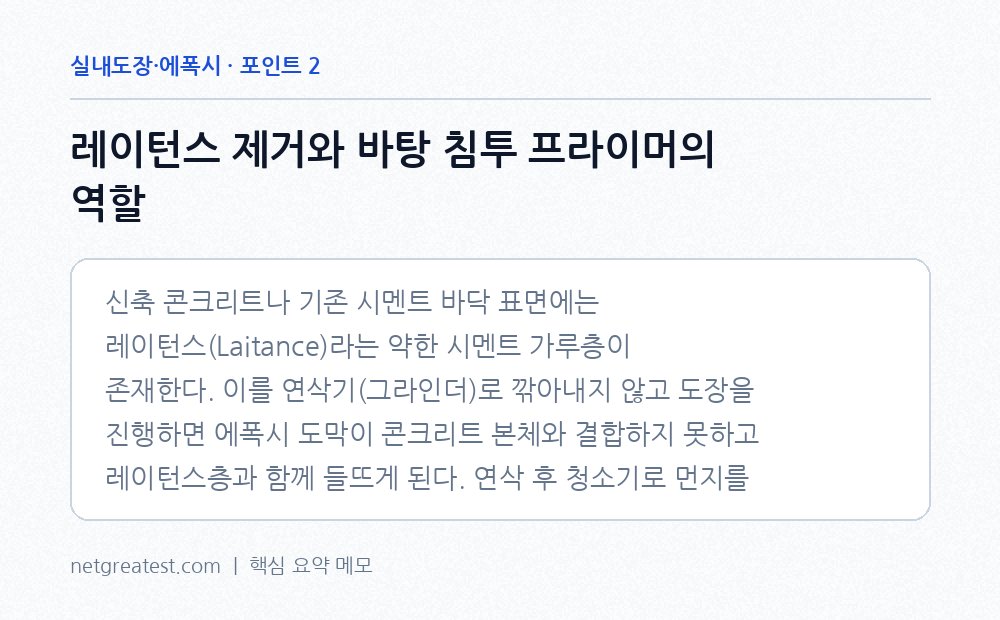 실내도장·에폭시 · 포인트 2
레이턴스 제거와 바탕 침투 프라이머의
역할
신축 콘크리트나 기존 시멘트 바닥 표면에는
레이턴스(Laitance)라는 약한 시멘트 가루층이
존재한다. 이를 연삭기(그라인더)로 깎아내지 않고 도장을
진행하면 에폭시 도막이 콘크리트 본체와 결합하지 못하고
레이턴스층과 함께 들뜨게 된다. 연삭 후 청소기로 먼지를
netgreatest.com | 핵심 요약 메모